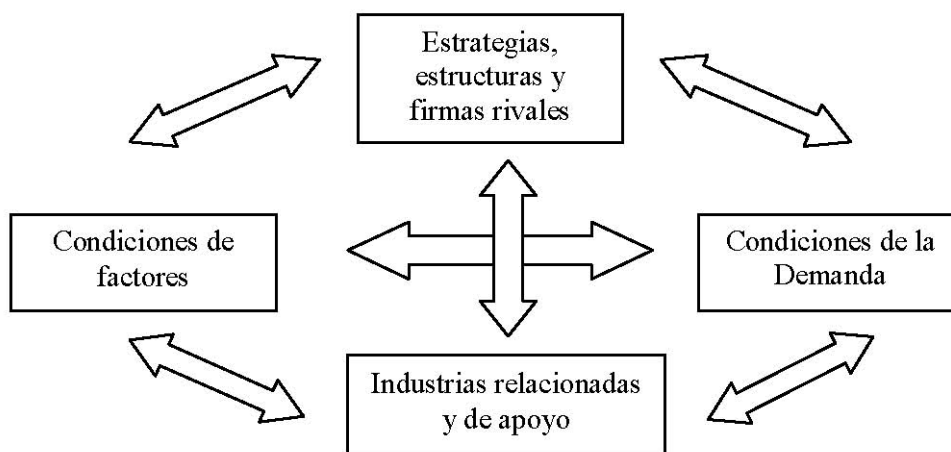 Estrategias,
estructuras y
firmas rivales
Condiciones de
factores
Condiciones de la
Demanda
Industrias relacionadas
y de apoyo